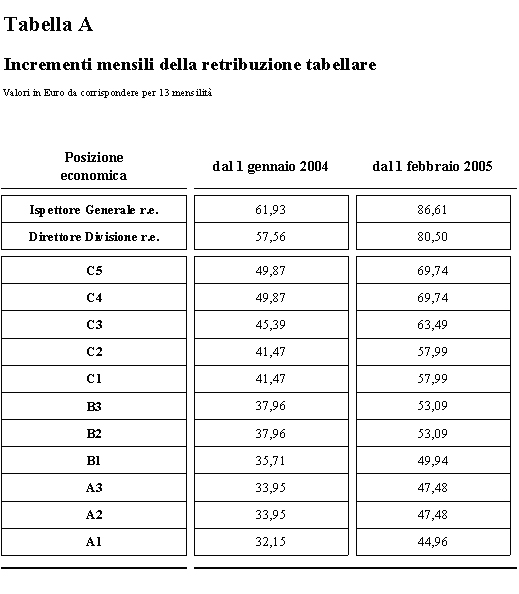 Tabella A
Incrementi mensili della retribuzione tabellare
Valori in Euro da corrispondere per 13 mensilità
Posizione economica dal 1 gennaio 2004 dal 1 febbraio 2005
Ispettore Generale r.e. 61,93 86,61
Direttore Divisione r.e. 57,56 80,50
C5 49,87 69,74
C4 49,87 69,74
C3 45,39 63,49
C2 41,47 57,99
C1 41,47 57,99
B3 37,96 53,09
B2 37,96 53,09
B1 35,71 49,94
A3 33,95 47,48
A2 33,95 47,48
A1 32,15 44,96